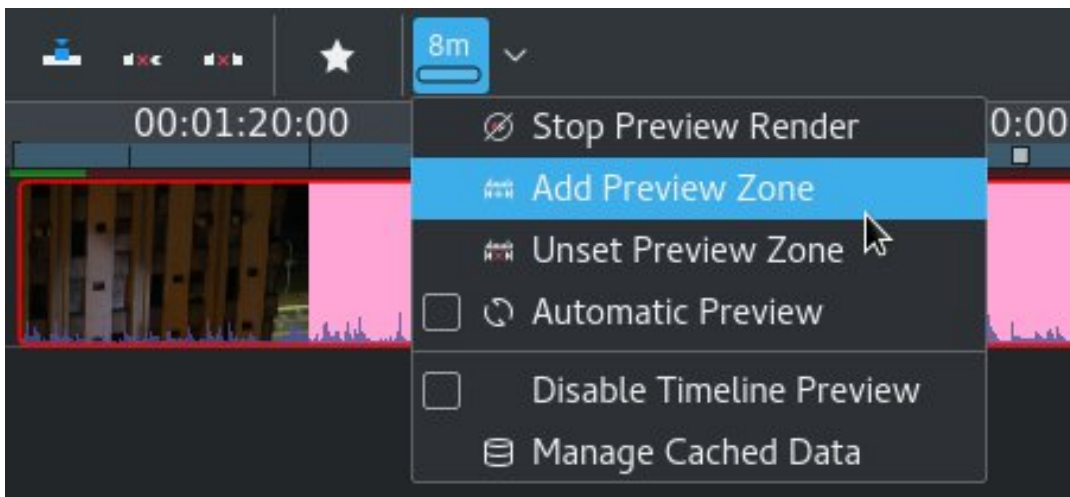 8m
00:01:20:00
0:00
Stop Preview Render
Add Preview Zone
Unset Preview Zone
Automatic Preview
Disable Timeline Preview
Manage Cached Data